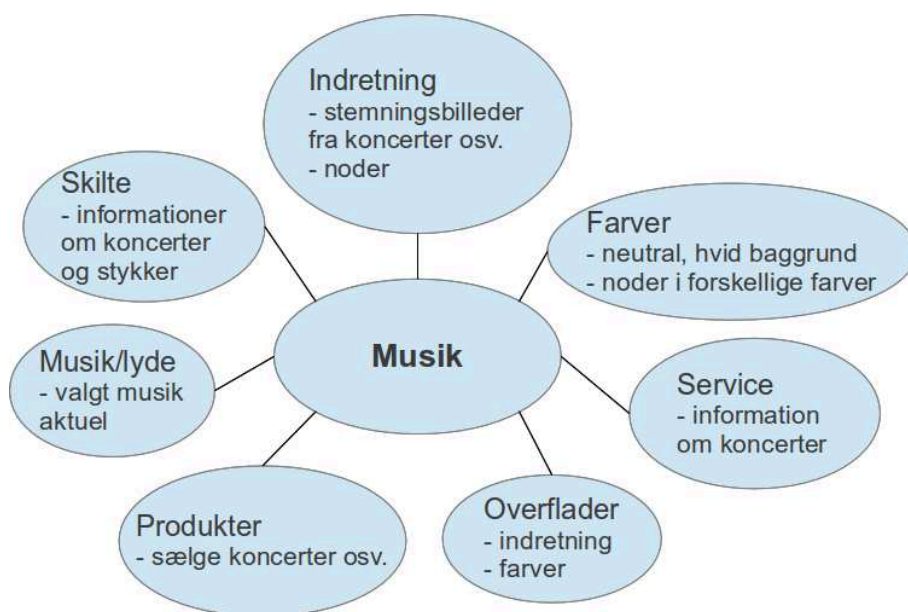 Indretning
- stemningsbilleder
fra koncerter osv.
- noder
Skilte
- informationer
om koncerter
og stykker
Farver
- neutral, hvid baggrund
- noder i forskellige farver
Musik
Musik/lyde
- valgt musik
aktuel
Service
- information
om koncerter
Produkter
- sælge koncerter osv.
Overflader
- indretning
- farver